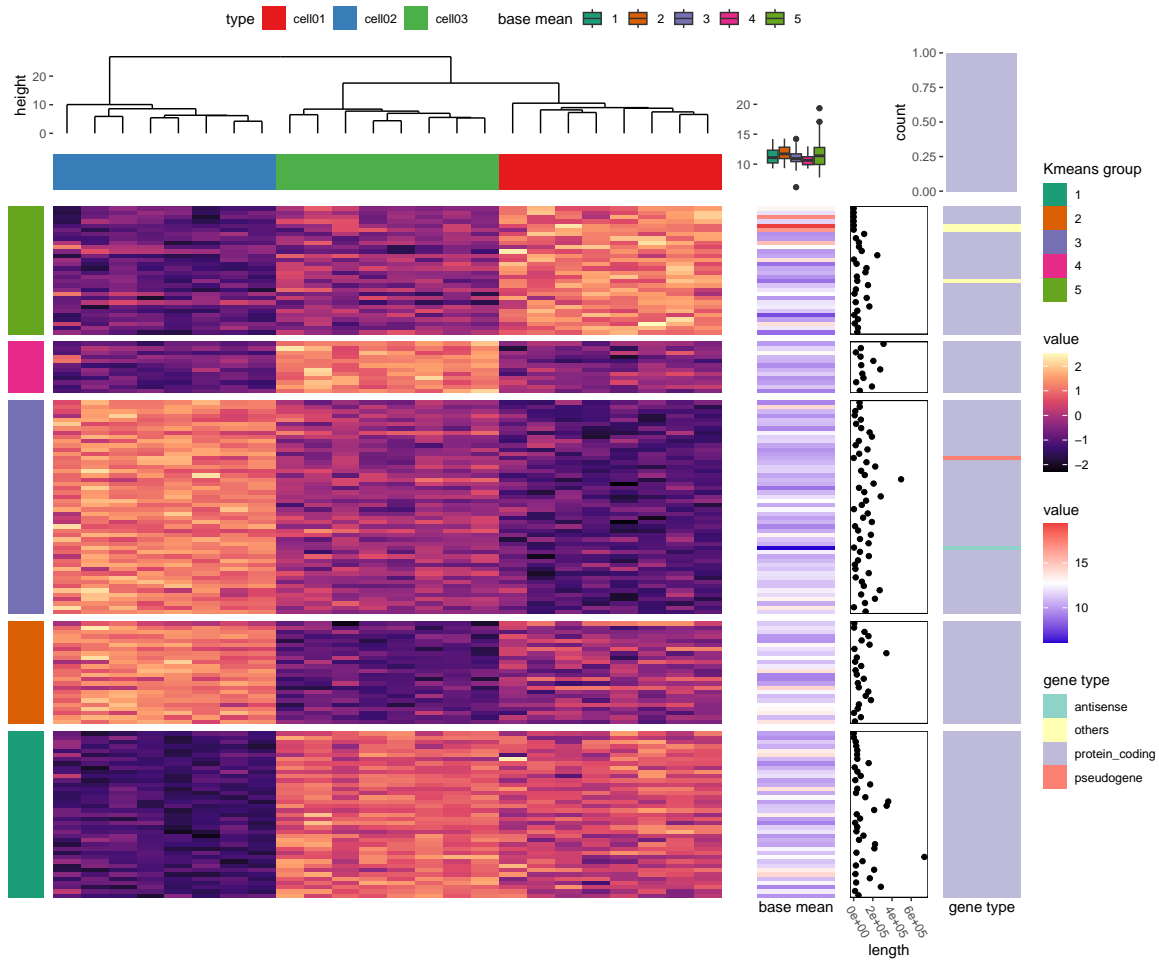 type cell01 cell02 cell03 base mean 1 2 3 4 5
height
20
10
0
20
15
10
count
1.00
0.75
0.50
0.25
0.00
Kmeans group
1
2
3
4
5
value
2
1
0
−1
−2
value
15
10
gene type
antisense
others
protein_coding
pseudogene
base mean
0e+00
2e+05
4e+05
6e+05
length
gene type